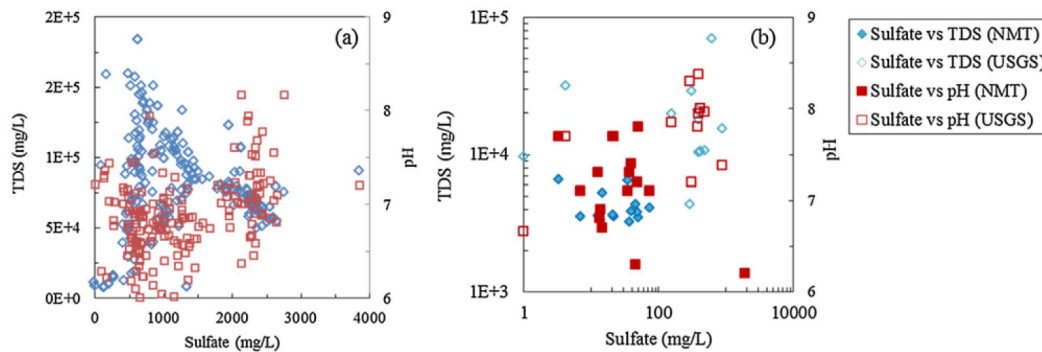 (a)
2E+5
2E+5
1E+5
5E+4
0E+0
TDS (mg/L)
9
8
7
6
pH
0
1000
2000
3000
4000
Sulfate (mg/L)
(b)
1E+5
1E+4
1E+3
TDS (mg/L)
9
8
7
6
pH
1
10
100
1000
10000
Sulfate (mg/L)
Sulfate vs TDS (NMT)
Sulfate vs TDS (USGS)
Sulfate vs pH (NMT)
Sulfate vs pH (USGS)